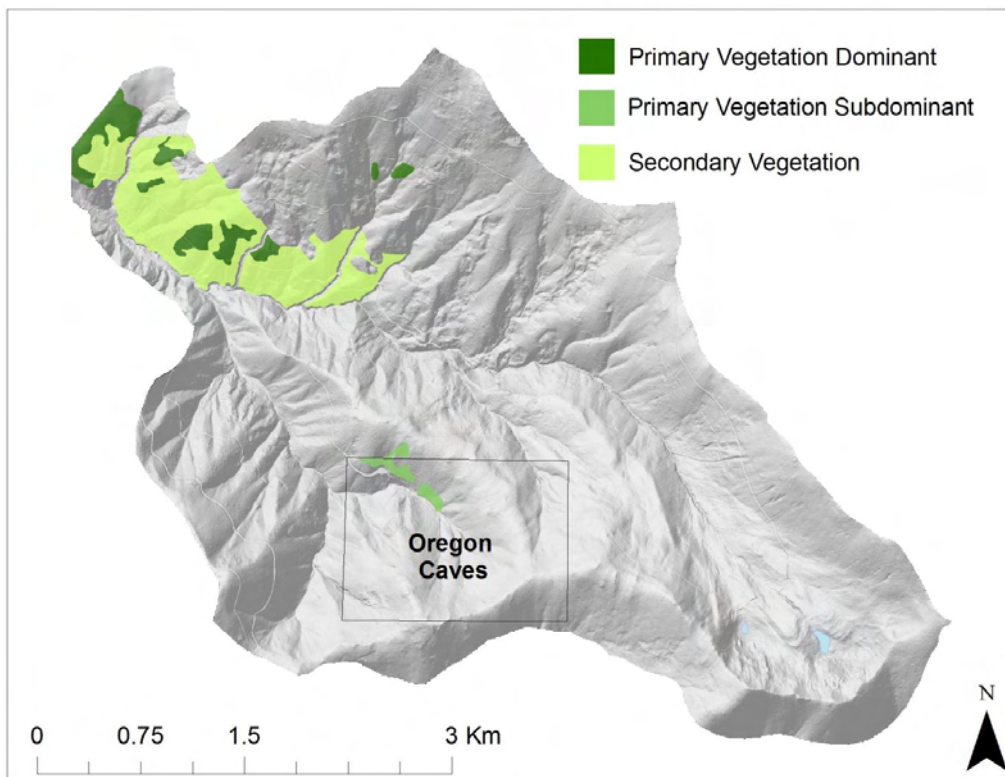 Primary Vegetation Dominant
Primary Vegetation Subdominant
Secondary Vegetation
Oregon
Caves
N
0 0.75 1.5 3 Km